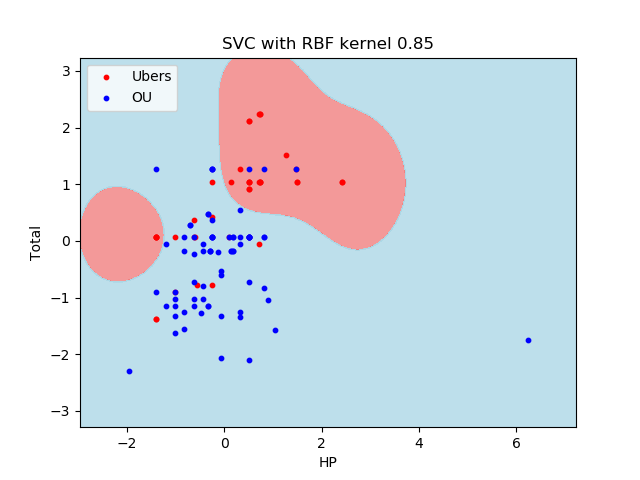 SVC with RBF kernel 0.85
Ubers
OU
3
2
1
0
−1
−2
−3
Total
−2
0
2
4
6
HP